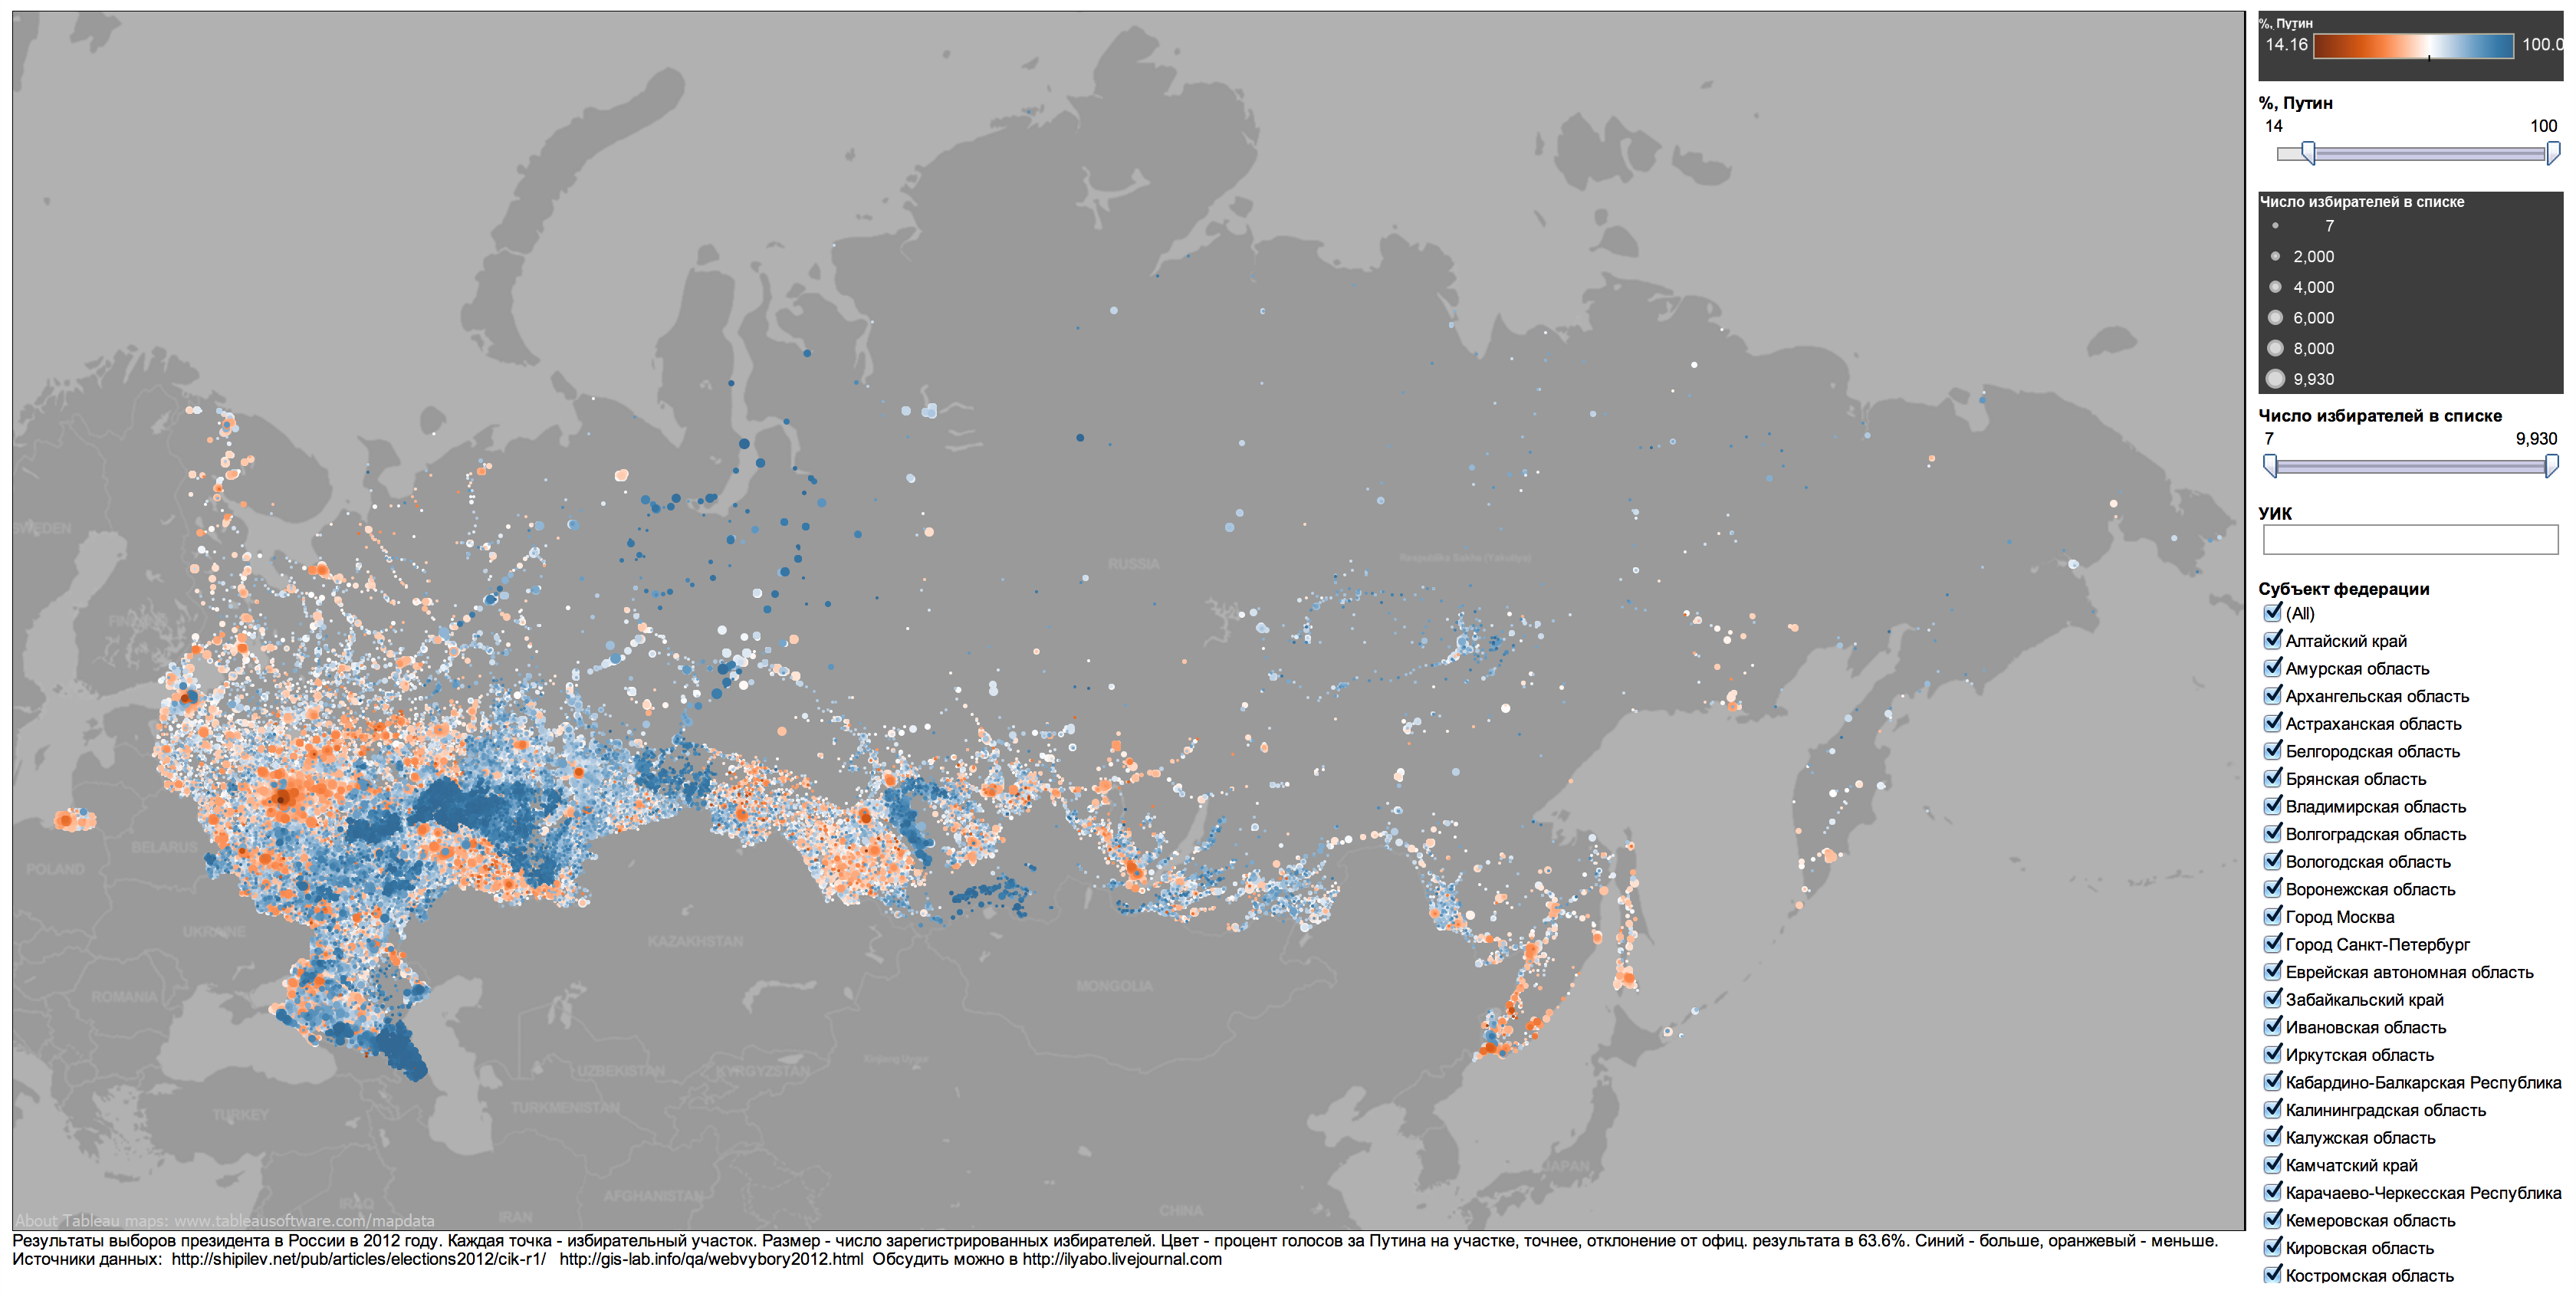 %, Путин
14.16 100.0
%, Путин
14 100
Число избирателей в списке
7
2,000
4,000
6,000
8,000
9,930
Число избирателей в списке
7 9,930
УИК
Субъект федерации
(All)
Алтайский край
Амурская область
Архангельская область
Астраханская область
Белгородская область
Брянская область
Владимирская область
Волгоградская область
Вологодская область
Воронежская область
Город Москва
Город Санкт-Петербург
Еврейская автономная область
Забайкальский край
Ивановская область
Иркутская область
Кабардино-Балкарская Республика
Калининградская область
Калужская область
Камчатский край
Карачаево-Черкесская Республика
Кемеровская область
Кировская область
Костромская область
SWEDEN
FINLAND
RUSSIA
Respublika Sakha (Yakutiya)
BELARUS
POLAND
UKRAINE
KAZAKHSTAN
ROMANIA
MONGOLIA
Xinjiang Uygur
UZBEKISTAN
KYRGYZSTAN
TURKMENISTAN
TURKEY
JAPAN
AFGHANISTAN
IRAQ
IRAN
CHINA
About Tableau maps: www.tableausoftware.com/mapdata
Результаты выборов президента в России в 2012 году. Каждая точка - избирательный участок. Размер - число зарегистрированных избирателей. Цвет - процент голосов за Путина на участке, точнее, отклонение от офиц. результата в 63.6%. Синий - больше, оранжевый - меньше.
Источники данных: http://shipilev.net/pub/articles/elections2012/cik-r1/ http://gis-lab.info/qa/webvybory2012.html Обсудить можно в http://ilyabo.livejournal.com